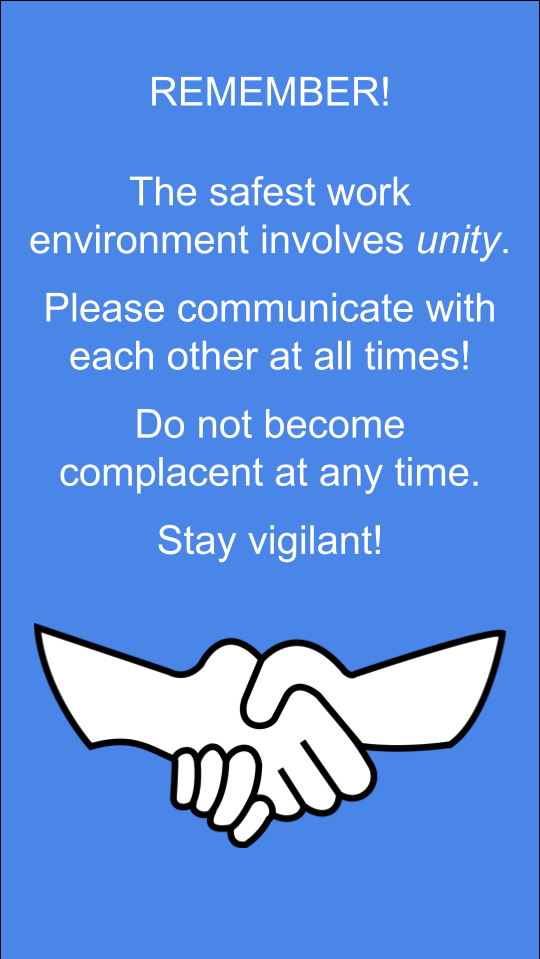 REMEMBER!
The safest work
environment involves unity.
Please communicate with
each other at all times!
Do not become
complacent at any time.
Stay vigilant!